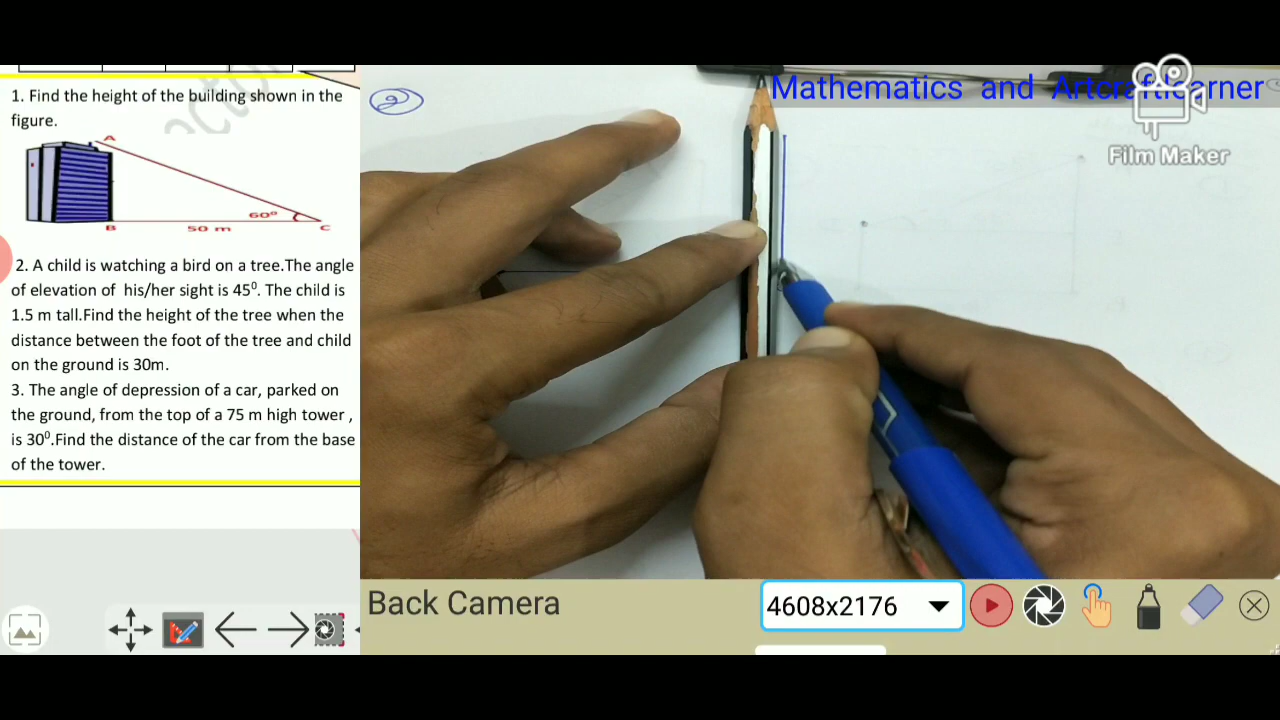 1. Find the height of the building shown in the
figure.
A
60⁰
B
50 m
C
2. A child is watching a bird on a tree.The angle
of elevation of his/her sight is 45⁰. The child is
1.5 m tall.Find the height of the tree when the
distance between the foot of the tree and child
on the ground is 30m.
3. The angle of depression of a car, parked on
the ground, from the top of a 75 m high tower ,
is 30⁰.Find the distance of the car from the base
of the tower.
2
Mathematics and Artcraftlearner
Film Maker
Back Camera
4608x2176